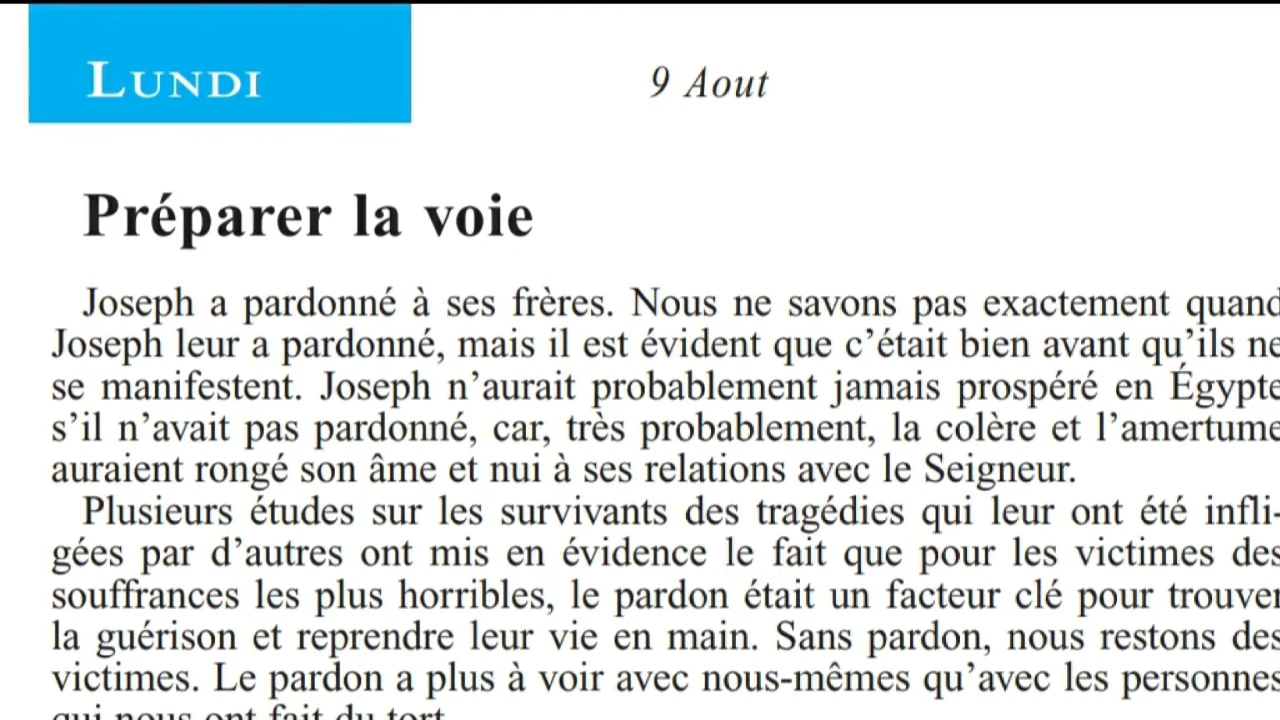 LUNDI
9 Aout
Préparer la voie
Joseph a pardonné à ses frères. Nous ne savons pas exactement quand
Joseph leur a pardonné, mais il est évident que c’était bien avant qu’ils ne
se manifestent. Joseph n’aurait probablement jamais prospéré en Égypte
s’il n’avait pas pardonné, car, très probablement, la colère et l’amertume
auraient rongé son âme et nui à ses relations avec le Seigneur.
Plusieurs études sur les survivants des tragédies qui leur ont été infli-
gées par d’autres ont mis en évidence le fait que pour les victimes des
souffrances les plus horribles, le pardon était un facteur clé pour trouver
la guérison et reprendre leur vie en main. Sans pardon, nous restons des
victimes. Le pardon a plus à voir avec nous-mêmes qu’avec les personnes
qui nous ont fait du tort